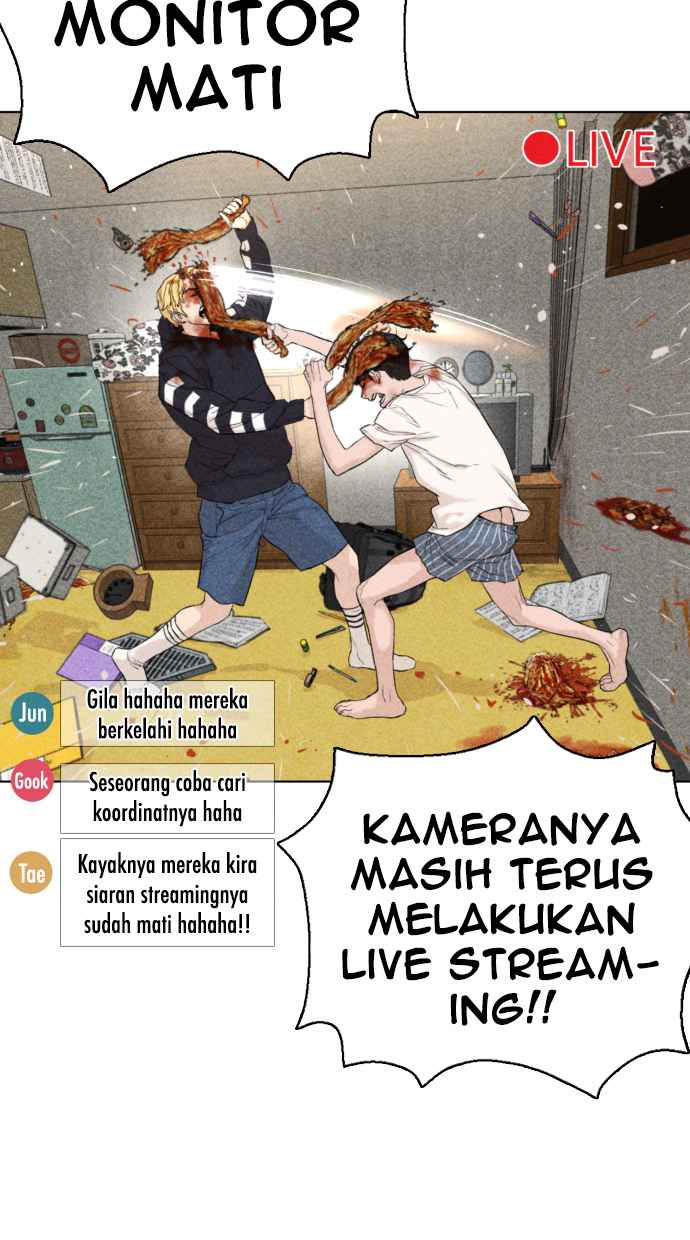 MONITOR
MATI
LIVE
Jun
Gila hahaha mereka
berkelahi hahaha
Gook
Seseorang coba cari
koordinatnya haha
Tae
Kayaknya mereka kira
siaran streamingnya
sudah mati hahaha!!
KAMERANYA
MASIH TERUS
MELAKUKAN
LIVE STREAM-
ING!!